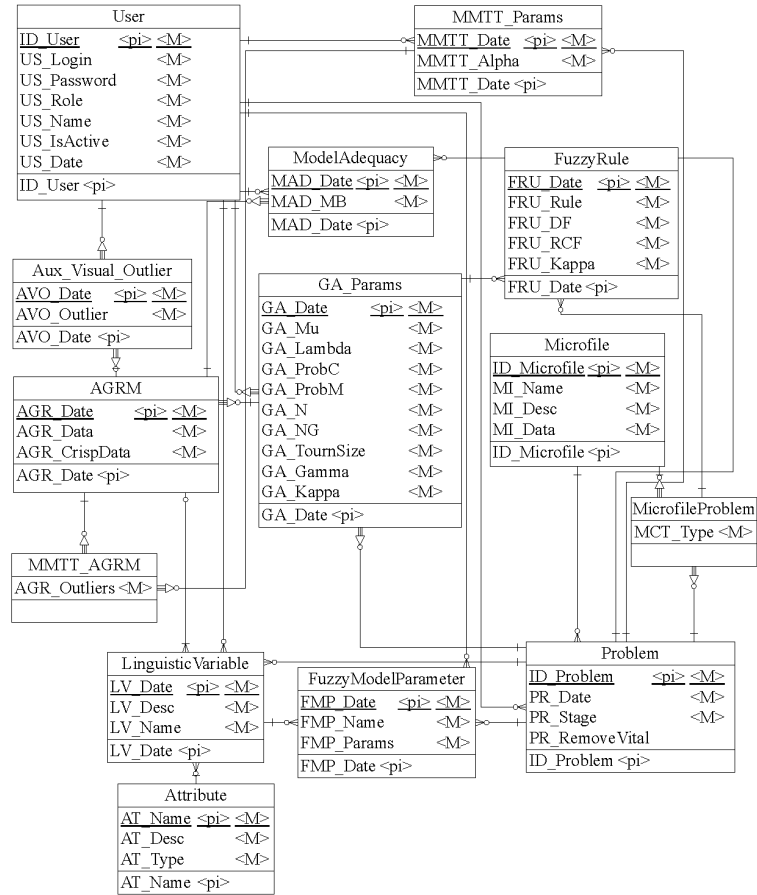 User
ID_User <pi> <M>
US_Login <M>
US_Password <M>
US_Role <M>
US_Name <M>
US_IsActive <M>
US_Date <M>
ID_User <pi>
MMTT_Params
MMTT_Date <pi> <M>
MMTT_Alpha <M>
MMTT_Date <pi>
ModelAdequacy
MAD_Date <pi> <M>
MAD_MB <M>
MAD_Date <pi>
FuzzyRule
FRU_Date <pi> <M>
FRU_Rule <M>
FRU_DF <M>
FRU_RCF <M>
FRU_Kappa <M>
FRU_Date <pi>
Aux_Visual_Outlier
AVO_Date <pi> <M>
AVO_Outlier <M>
AVO_Date <pi>
GA_Params
GA_Date <pi> <M>
GA_Mu <M>
GA_Lambda <M>
GA_ProbC <M>
GA_ProbM <M>
GA_N <M>
GA_NG <M>
GA_TournSize <M>
GA_Gamma <M>
GA_Kappa <M>
GA_Date <pi>
Microfile
ID_Microfile <pi> <M>
MI_Name <M>
MI_Desc <M>
MI_Data <M>
ID_Microfile <pi>
AGRM
AGR_Date <pi> <M>
AGR_Data <M>
AGR_CrispData <M>
AGR_Date <pi>
MicrofileProblem
MCT_Type <M>
MMTT_AGRM
AGR_Outliers <M>
LinguisticVariable
LV_Date <pi> <M>
LV_Desc <M>
LV_Name <M>
LV_Date <pi>
FuzzyModelParameter
FMP_Date <pi> <M>
FMP_Name <M>
FMP_Params <M>
FMP_Date <pi>
Problem
ID_Problem <pi> <M>
PR_Date <M>
PR_Stage <M>
PR_RemoveVital
ID_Problem <pi>
Attribute
AT_Name <pi> <M>
AT_Desc <M>
AT_Type <M>
AT_Name <pi>